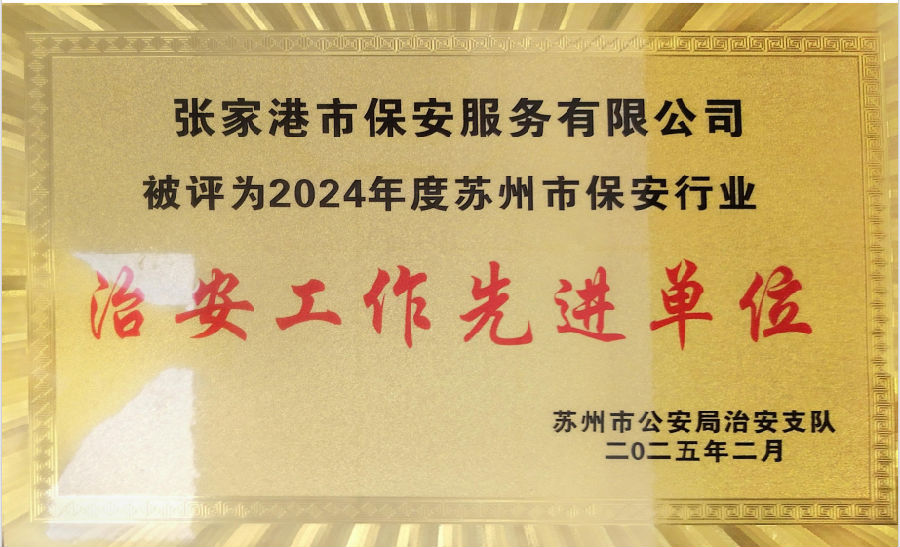 张家港市保安服务有限公司
被评为2024年度苏州市保安行业
治安工作先进单位
苏州市公安局治安支队
二0二五年二月